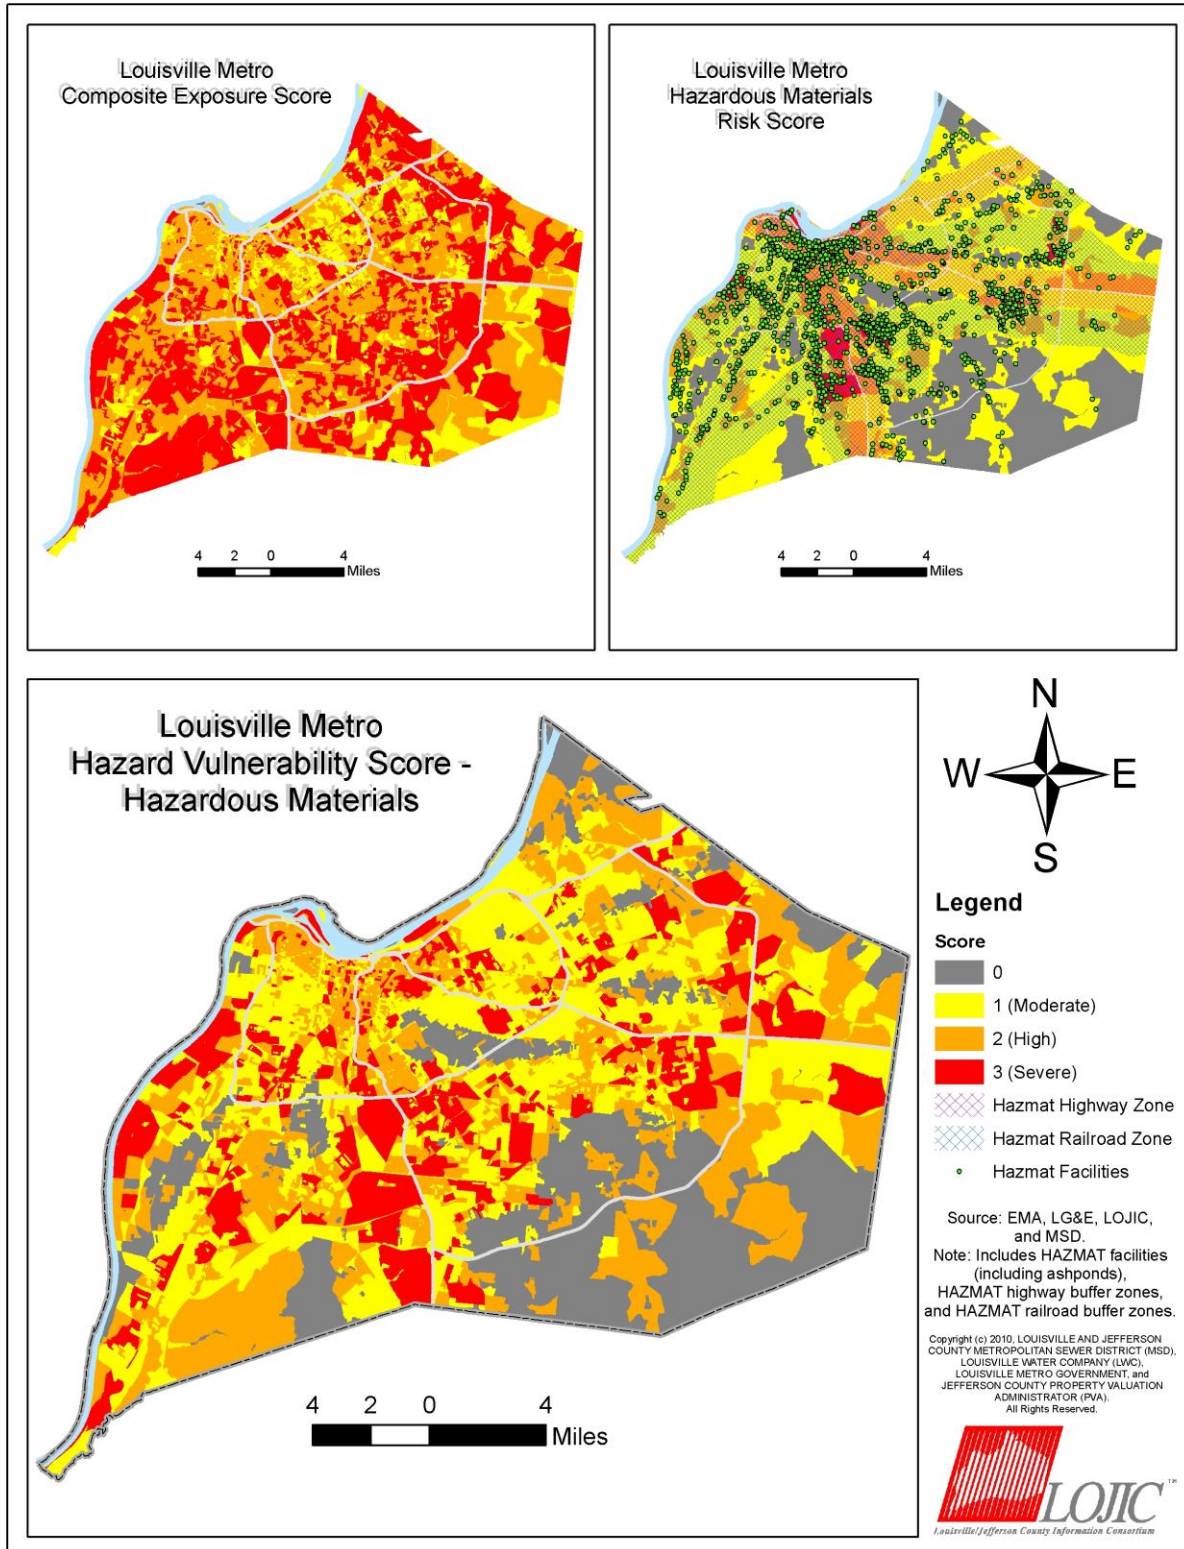 Louisville Metro
Composite Exposure Score
4 2 0 4
Miles
Louisville Metro
Hazardous Materials
Risk Score
4 2 0 4
Miles
Louisville Metro
Hazard Vulnerability Score -
Hazardous Materials
4 2 0 4
Miles
N
W E
S
Legend
Score
0
1 (Moderate)
2 (High)
3 (Severe)
Hazmat Highway Zone
Hazmat Railroad Zone
Hazmat Facilities
Source: EMA, LG&E, LOJIC,
and MSD.
Note: Includes HAZMAT facilities
(including ashponds),
HAZMAT highway buffer zones,
and HAZMAT railroad buffer zones.
Copyright (c) 2010, LOUISVILLE AND JEFFERSON
COUNTY METROPOLITAN SEWER DISTRICT (MSD),
LOUISVILLE WATER COMPANY (LWC),
LOUISVILLE METRO GOVERNMENT, and
JEFFERSON COUNTY PROPERTY VALUATION
ADMINISTRATOR (PVA).
All Rights Reserved.
LOJIC™
Louisville/Jefferson County Information Consortium